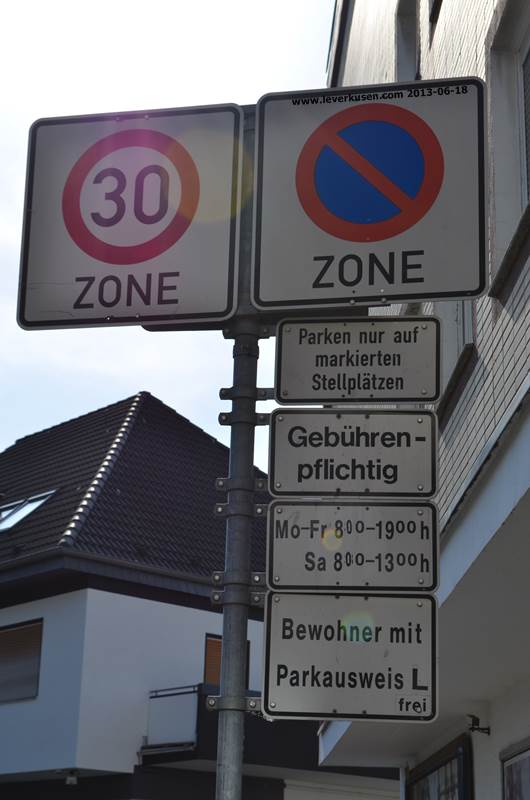 www.leverkusen.com 2013-06-18
30
ZONE
ZONE
Parken nur auf
markierten
Stellplätzen
Gebühren-
pflichtig
Mo-Fr 8⁰⁰-19⁰⁰h
Sa 8⁰⁰-13⁰⁰h
Bewohner mit
Parkausweis L
frei